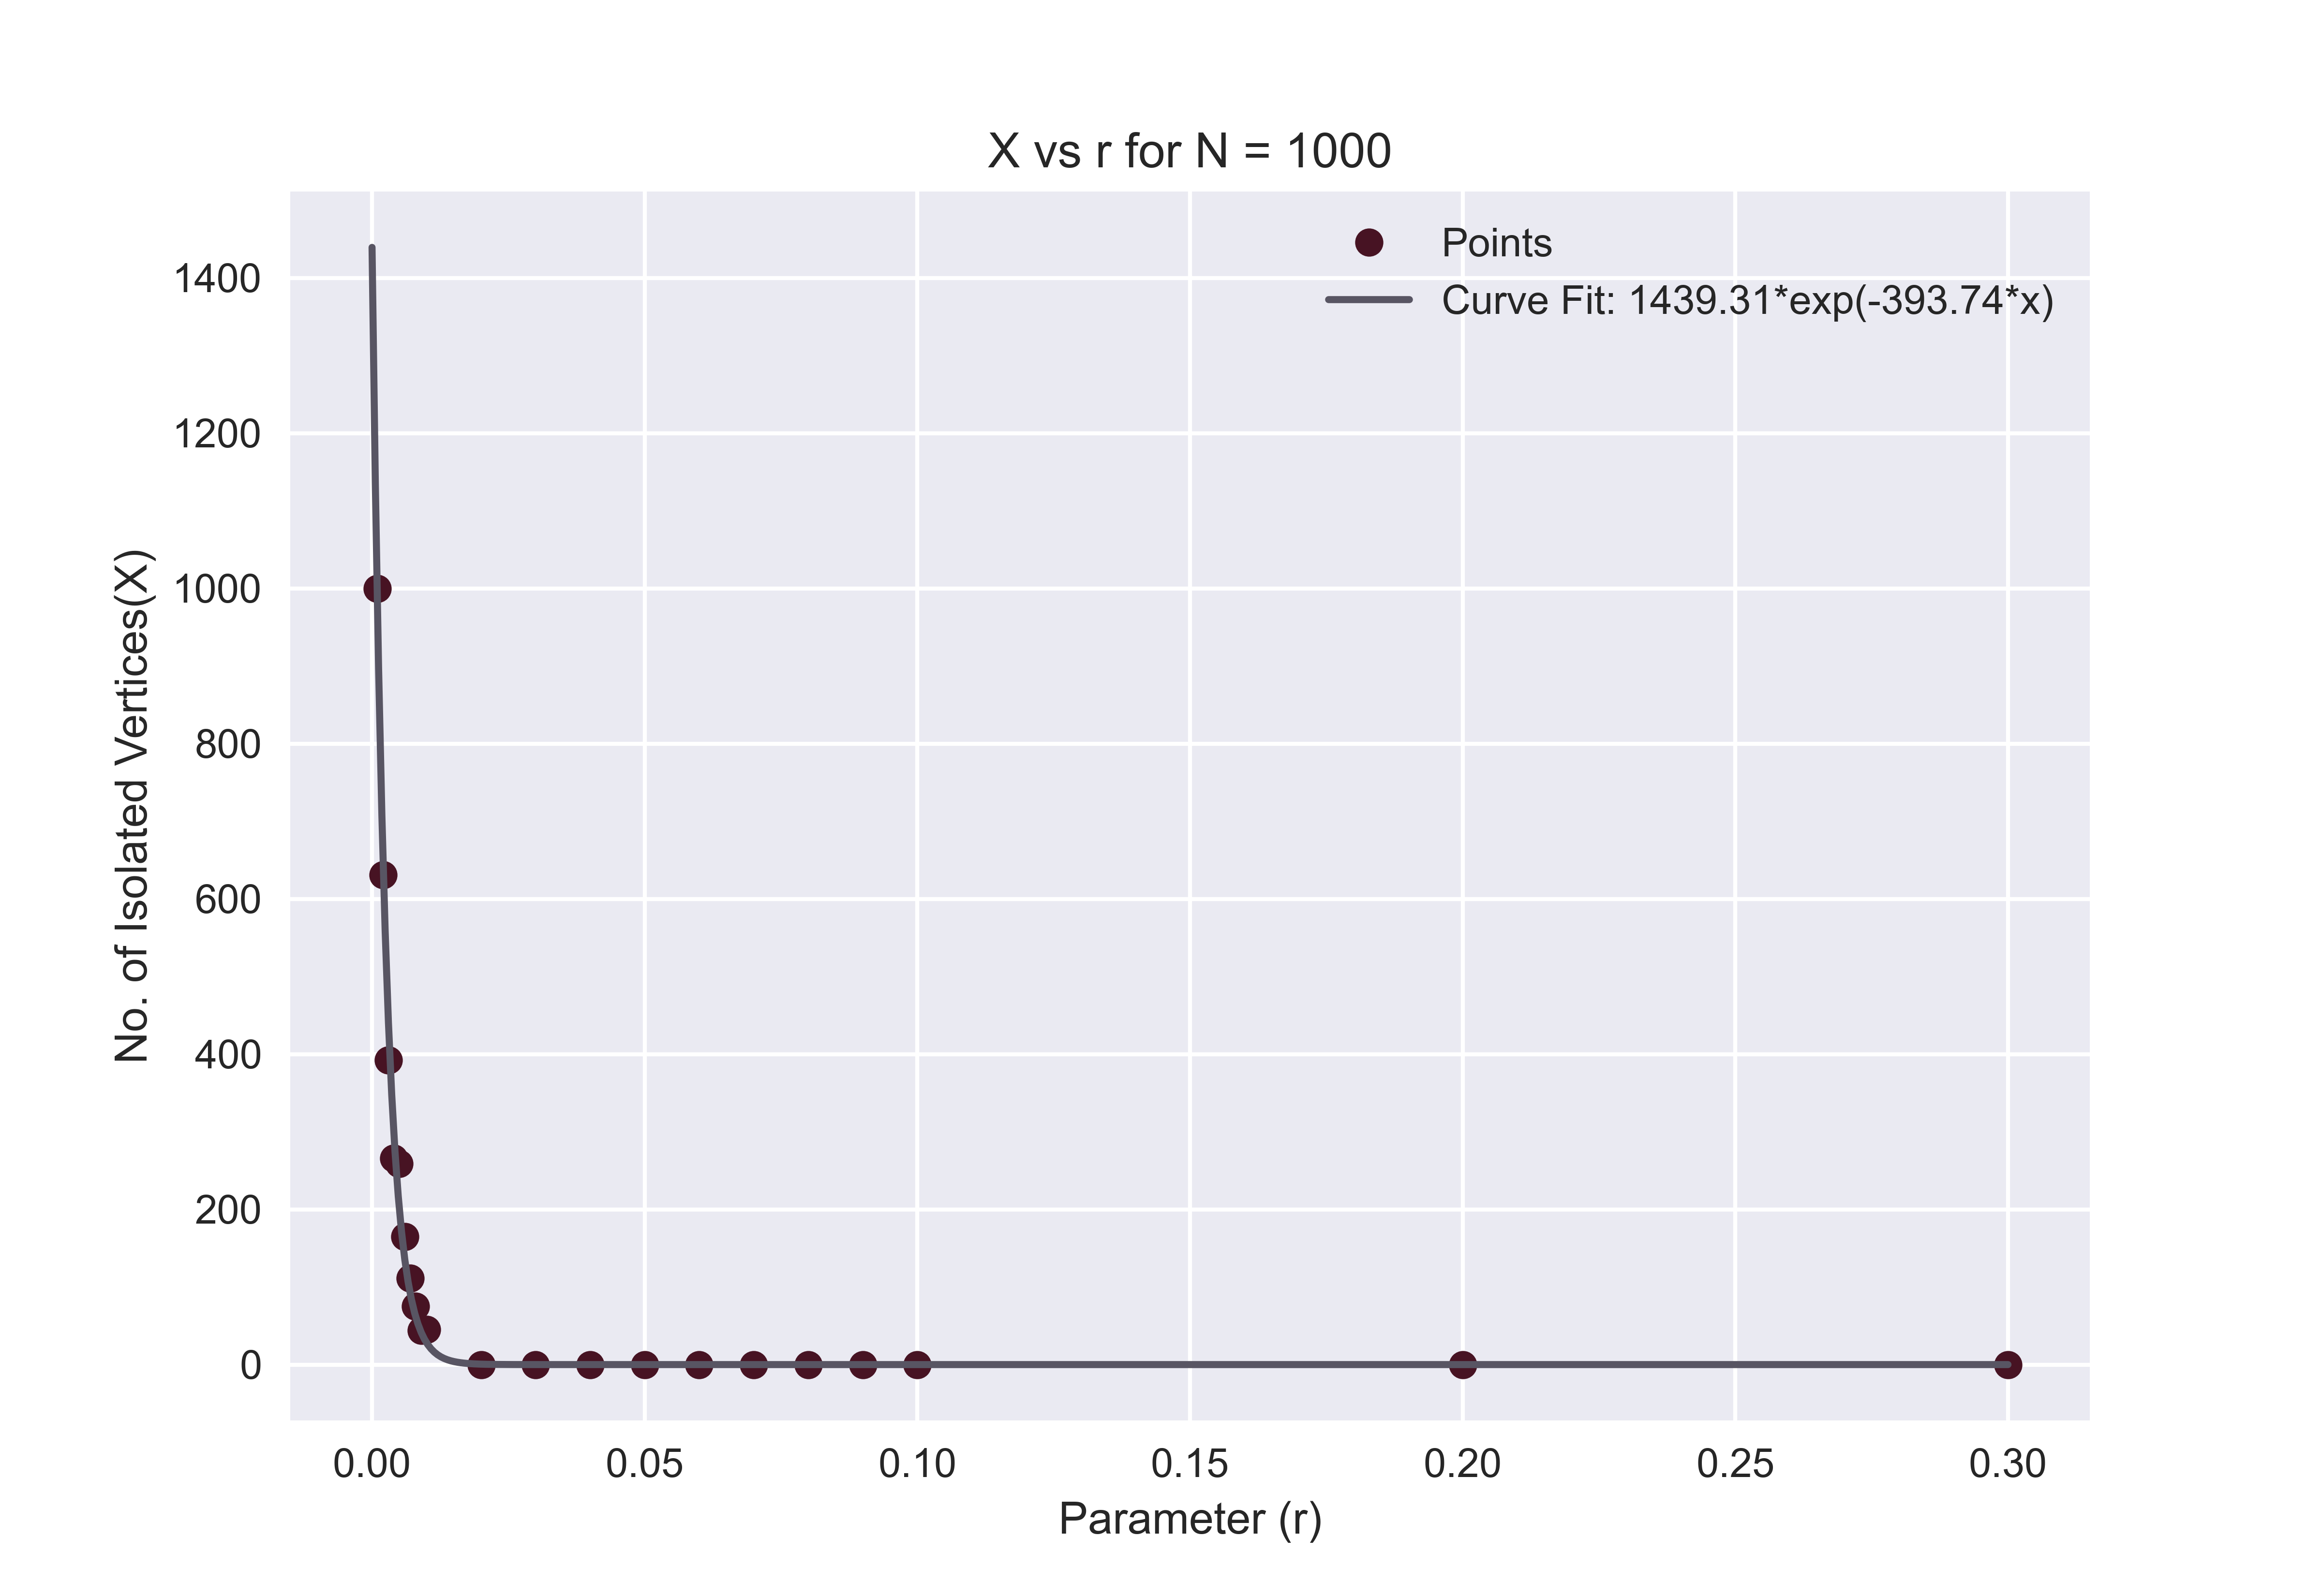 X vs r for N = 1000
Points
Curve Fit: 1439.31*exp(-393.74*x)
No. of Isolated Vertices(X)
1400
1200
1000
800
600
400
200
0
0.00 0.05 0.10 0.15 0.20 0.25 0.30
Parameter (r)